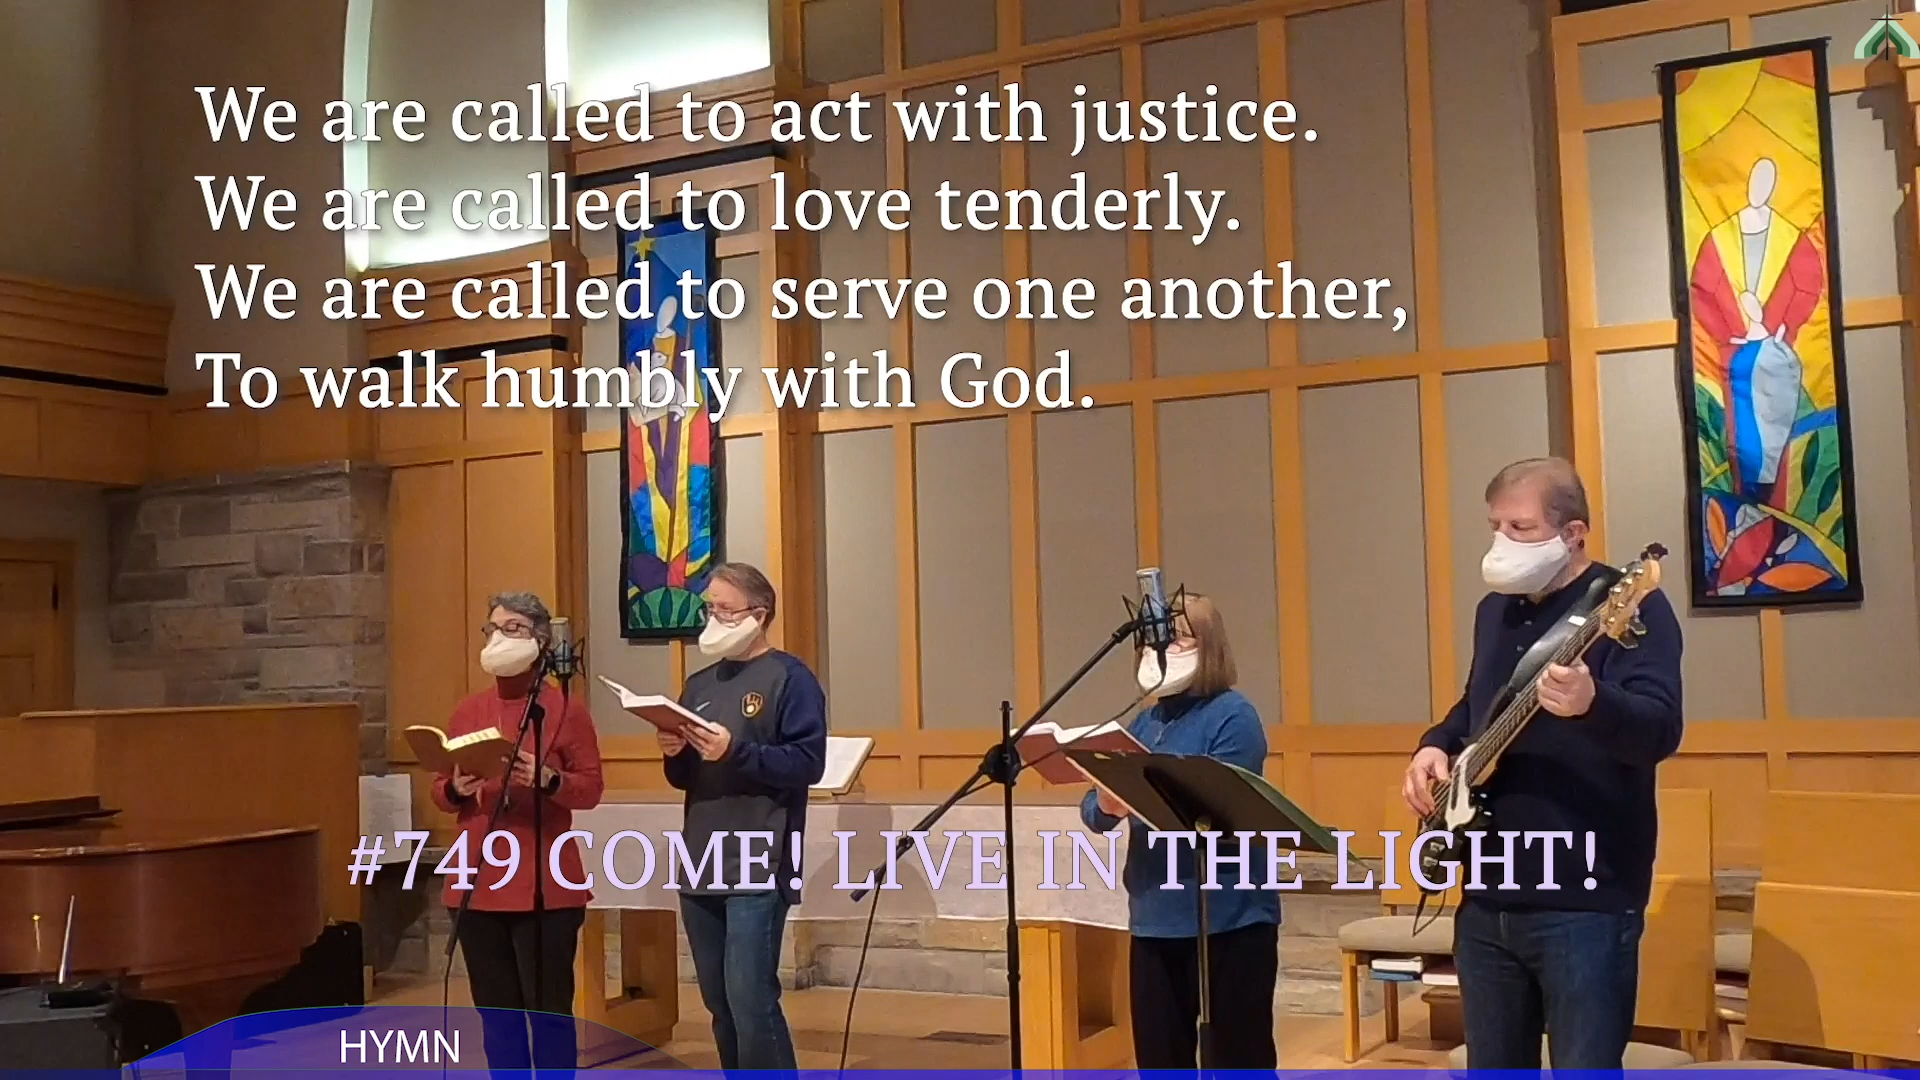 We are called to act with justice.
We are called to love tenderly.
We are called to serve one another,
To walk humbly with God.
#749 COME! LIVE IN THE LIGHT!
HYMN